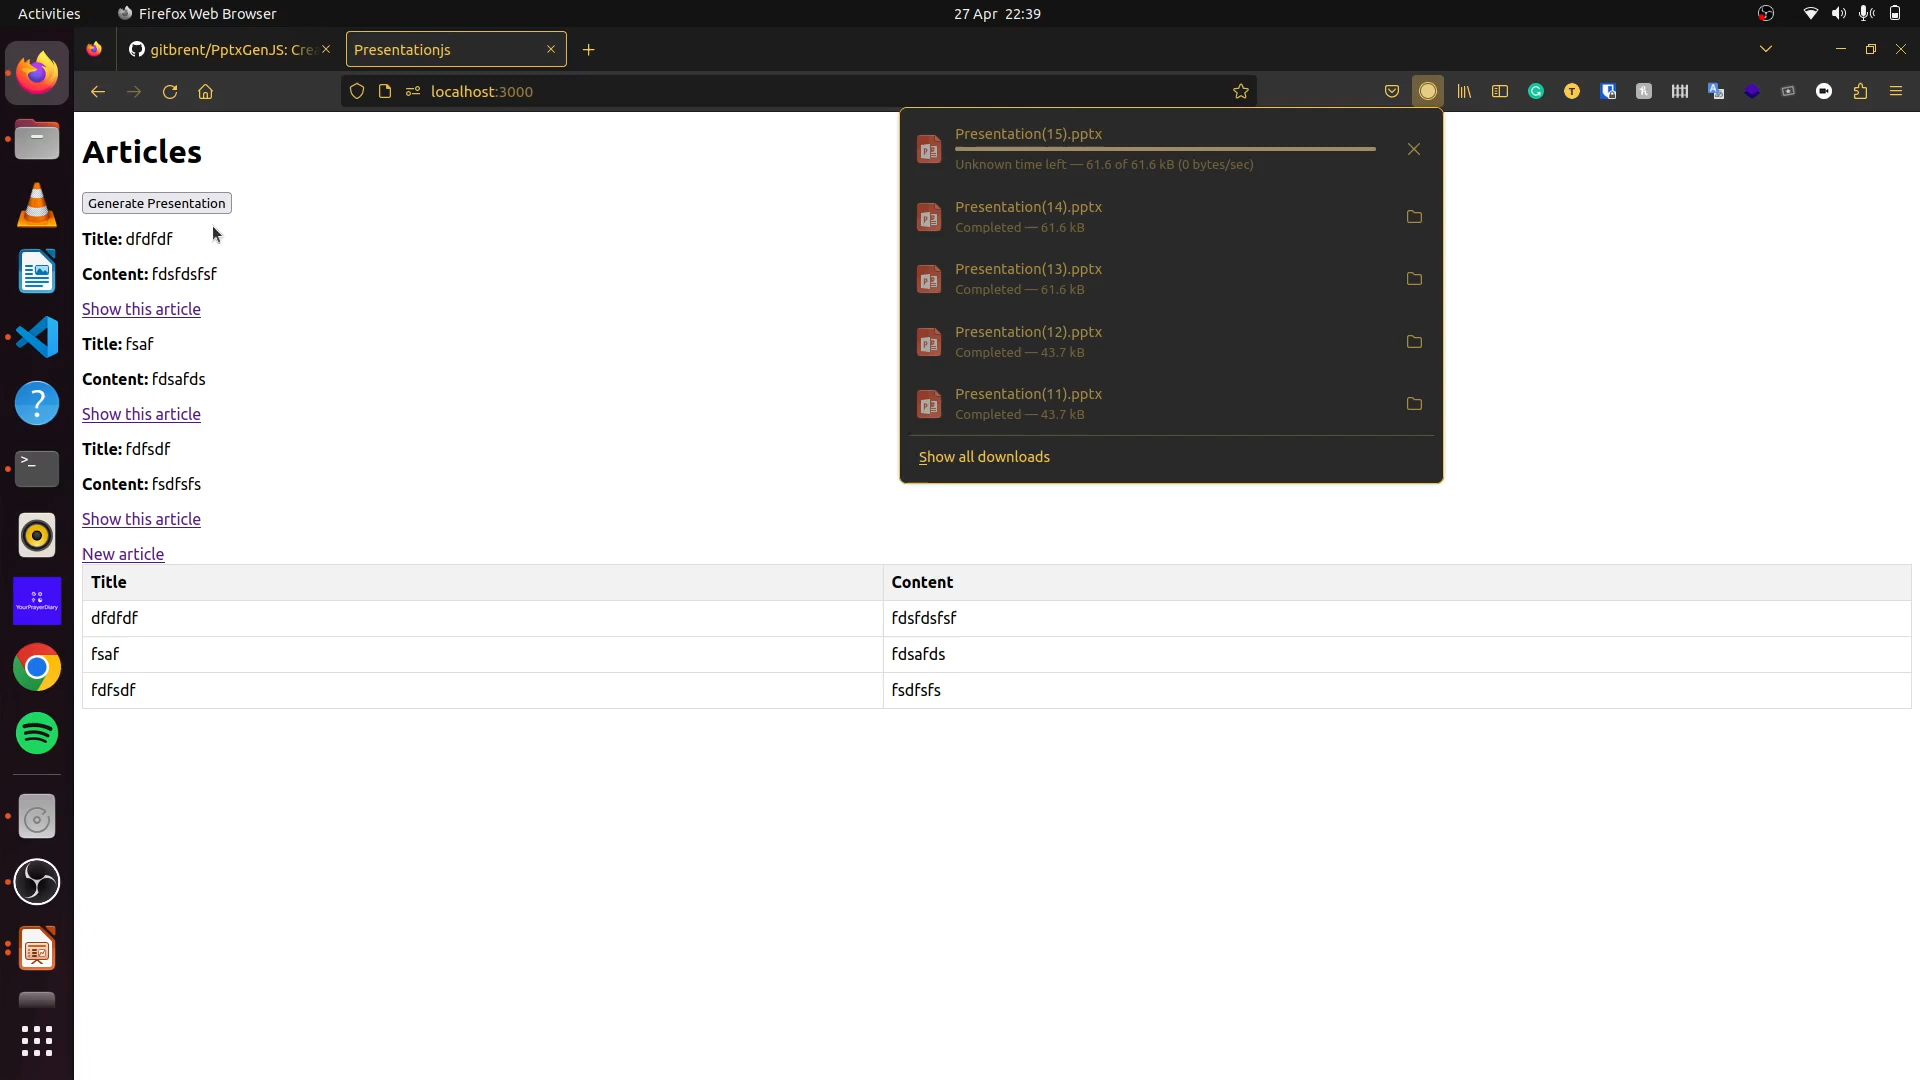 Activities
Firefox Web Browser
27 Apr 22:39
gitbrent/PptxGenJS: Cre
Presentationjs
localhost:3000
Articles
Generate Presentation
Title: dfdfdf
Content: fdsfdsfsf
Show this article
Title: fsaf
Content: fdsafds
Show this article
Title: fdfsdf
Content: fsdfsfs
Show this article
New article
Title Content
dfdfdf fdsfdsfsf
fsaf fdsafds
fdfsdf fsdfsfs
Presentation(15).pptx
Unknown time left — 61.6 of 61.6 kB (0 bytes/sec)
Presentation(14).pptx
Completed — 61.6 kB
Presentation(13).pptx
Completed — 61.6 kB
Presentation(12).pptx
Completed — 43.7 kB
Presentation(11).pptx
Completed — 43.7 kB
Show all downloads
YourPrayerDiary